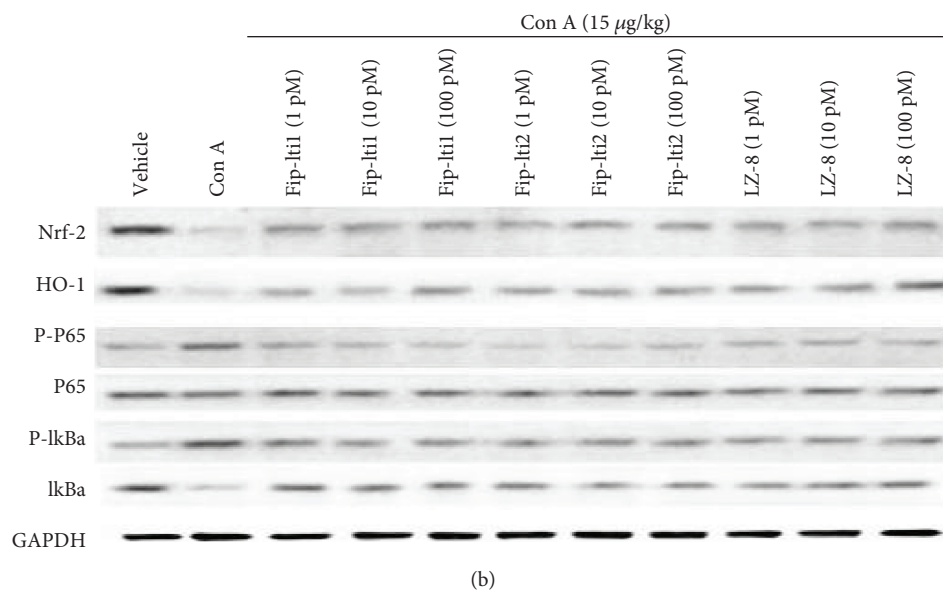 Con A (15 μg/kg)
Vehicle
Con A
Fip-lti1 (1 pM)
Fip-lti1 (10 pM)
Fip-lti1 (100 pM)
Fip-lti2 (1 pM)
Fip-lti2 (10 pM)
Fip-lti2 (100 pM)
LZ-8 (1 pM)
LZ-8 (10 pM)
LZ-8 (100 pM)
Nrf-2
HO-1
P-P65
P65
P-lkBa
lkBa
GAPDH
(b)